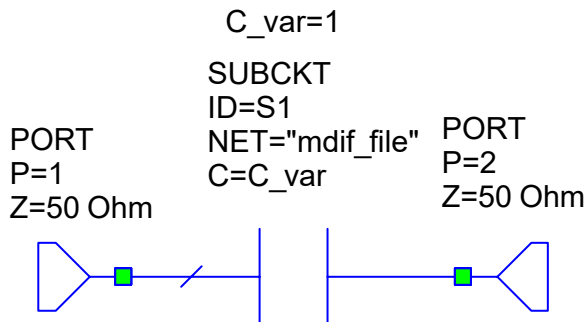 C_var=1
SUBCKT
ID=S1
NET="mdif_file"
C=C_var
PORT
P=1
Z=50 Ohm
PORT
P=2
Z=50 Ohm